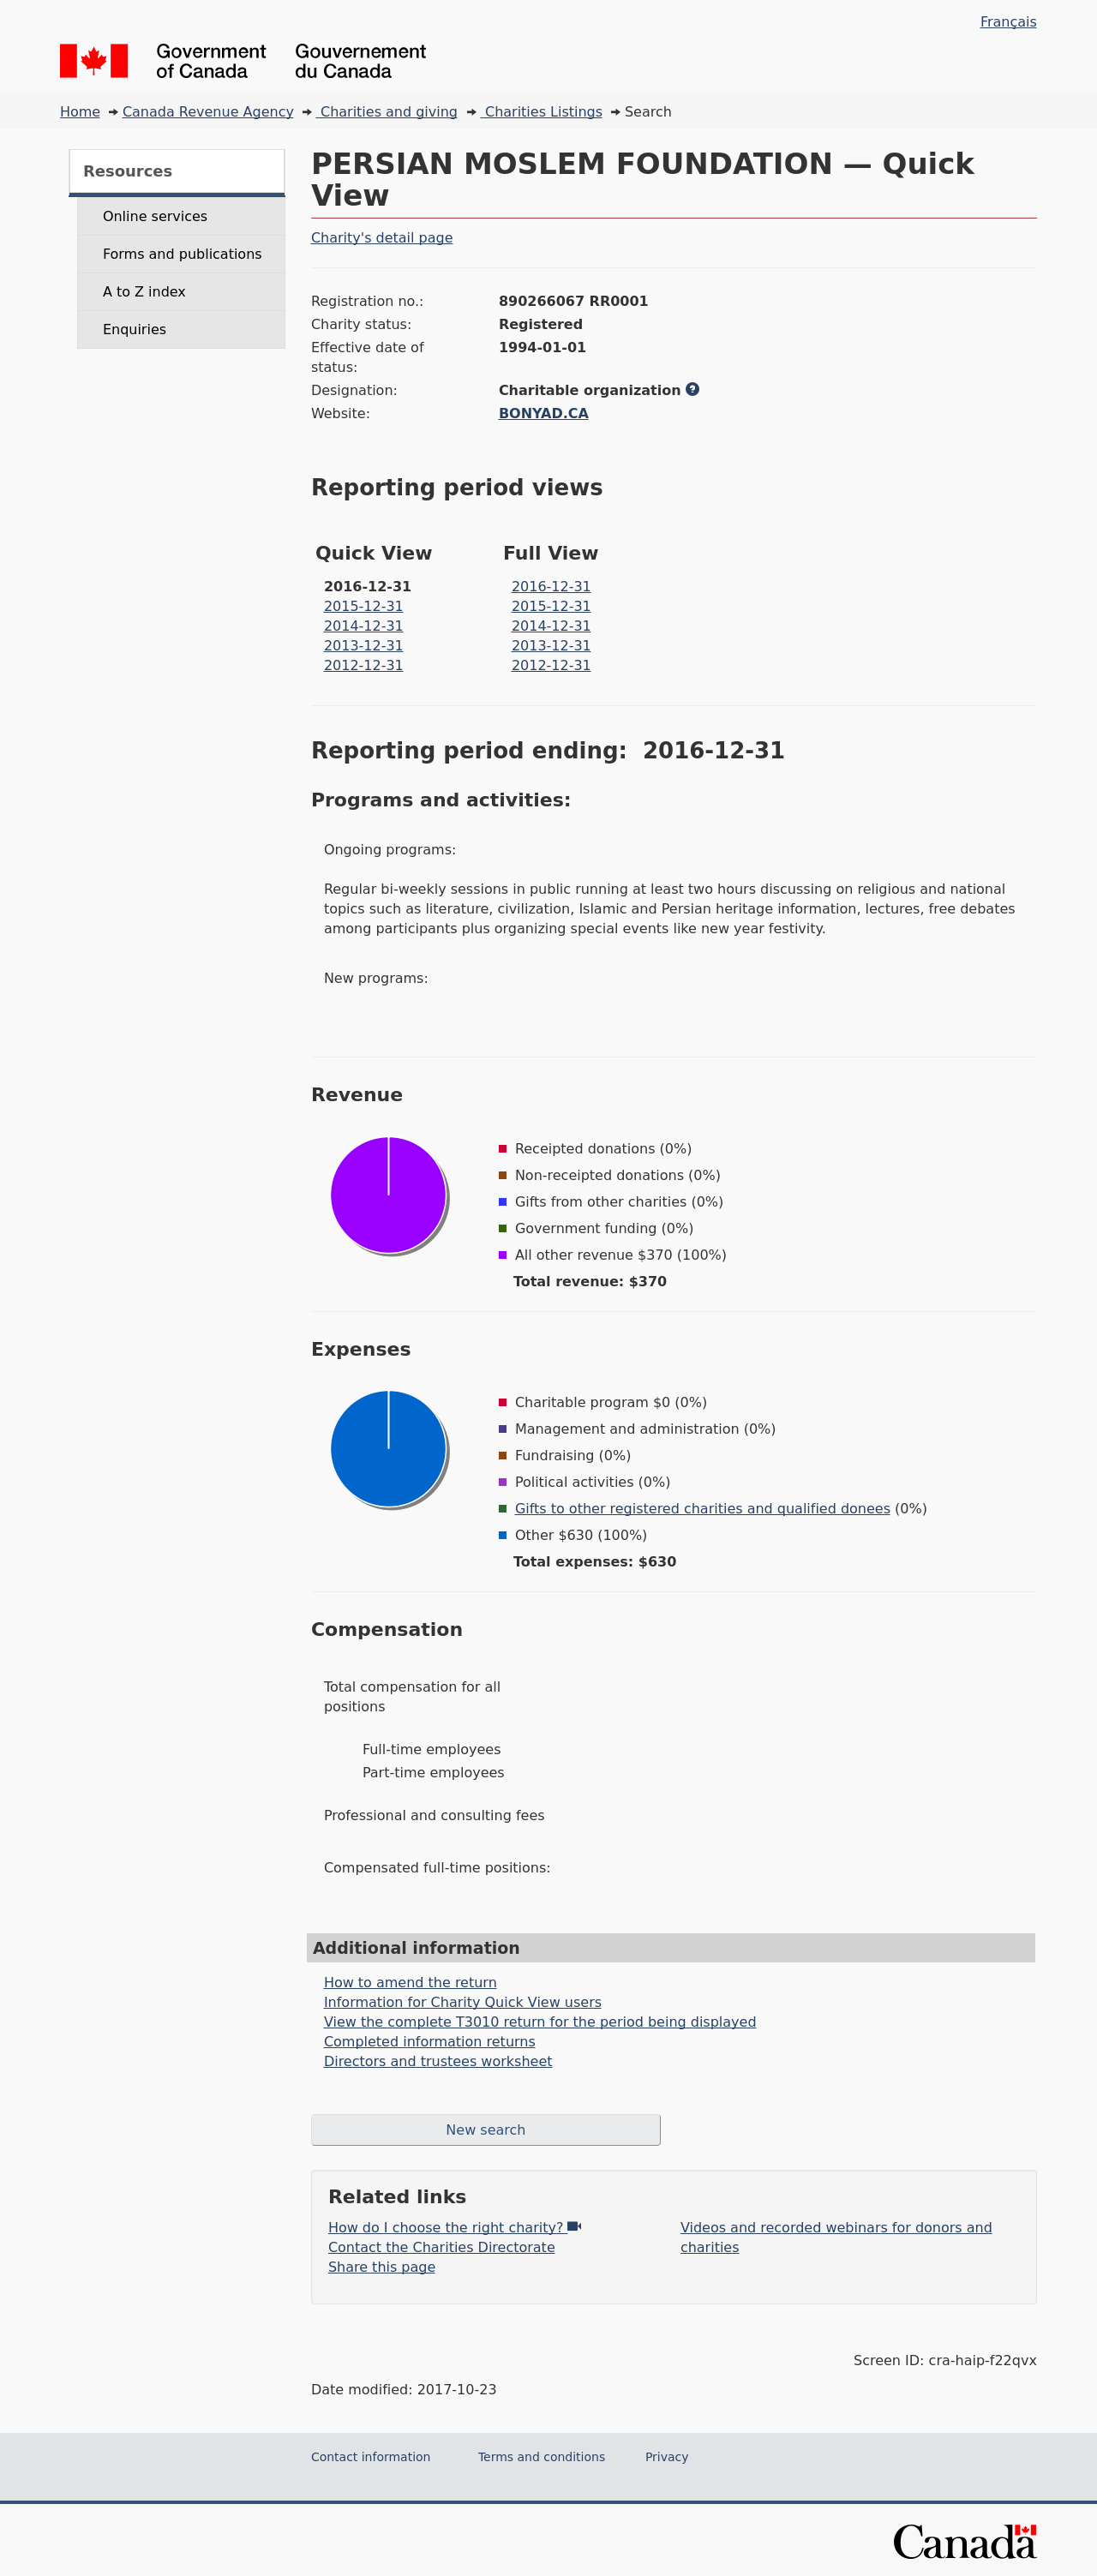 Français
Government of Canada
Gouvernement du Canada
Home Canada Revenue Agency Charities and giving Charities Listings Search
Resources
Online services
Forms and publications
A to Z index
Enquiries
PERSIAN MOSLEM FOUNDATION — Quick
View
Charity's detail page
Registration no.: 890266067 RR0001
Charity status: Registered
Effective date of status: 1994-01-01
Designation: Charitable organization
Website: BONYAD.CA
Reporting period views
Quick View
2016-12-31
2015-12-31
2014-12-31
2013-12-31
2012-12-31
Full View
2016-12-31
2015-12-31
2014-12-31
2013-12-31
2012-12-31
Reporting period ending: 2016-12-31
Programs and activities:
Ongoing programs:
Regular bi-weekly sessions in public running at least two hours discussing on religious and national
topics such as literature, civilization, Islamic and Persian heritage information, lectures, free debates
among participants plus organizing special events like new year festivity.
New programs:
Revenue
Receipted donations (0%)
Non-receipted donations (0%)
Gifts from other charities (0%)
Government funding (0%)
All other revenue $370 (100%)
Total revenue: $370
Expenses
Charitable program $0 (0%)
Management and administration (0%)
Fundraising (0%)
Political activities (0%)
Gifts to other registered charities and qualified donees (0%)
Other $630 (100%)
Total expenses: $630
Compensation
Total compensation for all
positions
Full-time employees
Part-time employees
Professional and consulting fees
Compensated full-time positions:
Additional information
How to amend the return
Information for Charity Quick View users
View the complete T3010 return for the period being displayed
Completed information returns
Directors and trustees worksheet
New search
Related links
How do I choose the right charity?
Contact the Charities Directorate
Share this page
Videos and recorded webinars for donors and
charities
Screen ID: cra-haip-f22qvx
Date modified: 2017-10-23
Contact information Terms and conditions Privacy
Canada